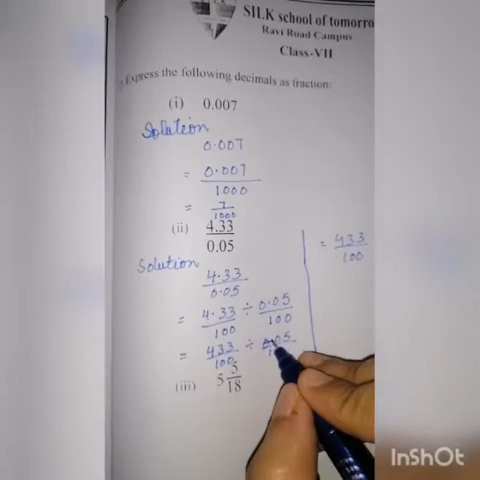 SILK school of tomorro
Ravi Road Campus
Class-VII
Express the following decimals as fraction:
(i) 0.007
Solution
0.007
= 0.007/1000
= 7/1000
(ii) 4.33/0.05
Solution
4.33/0.05
= 4.33/100 ÷ 0.05/100
= 433/100 ÷
(iii) 5 5/18
= 433/100
InShOt